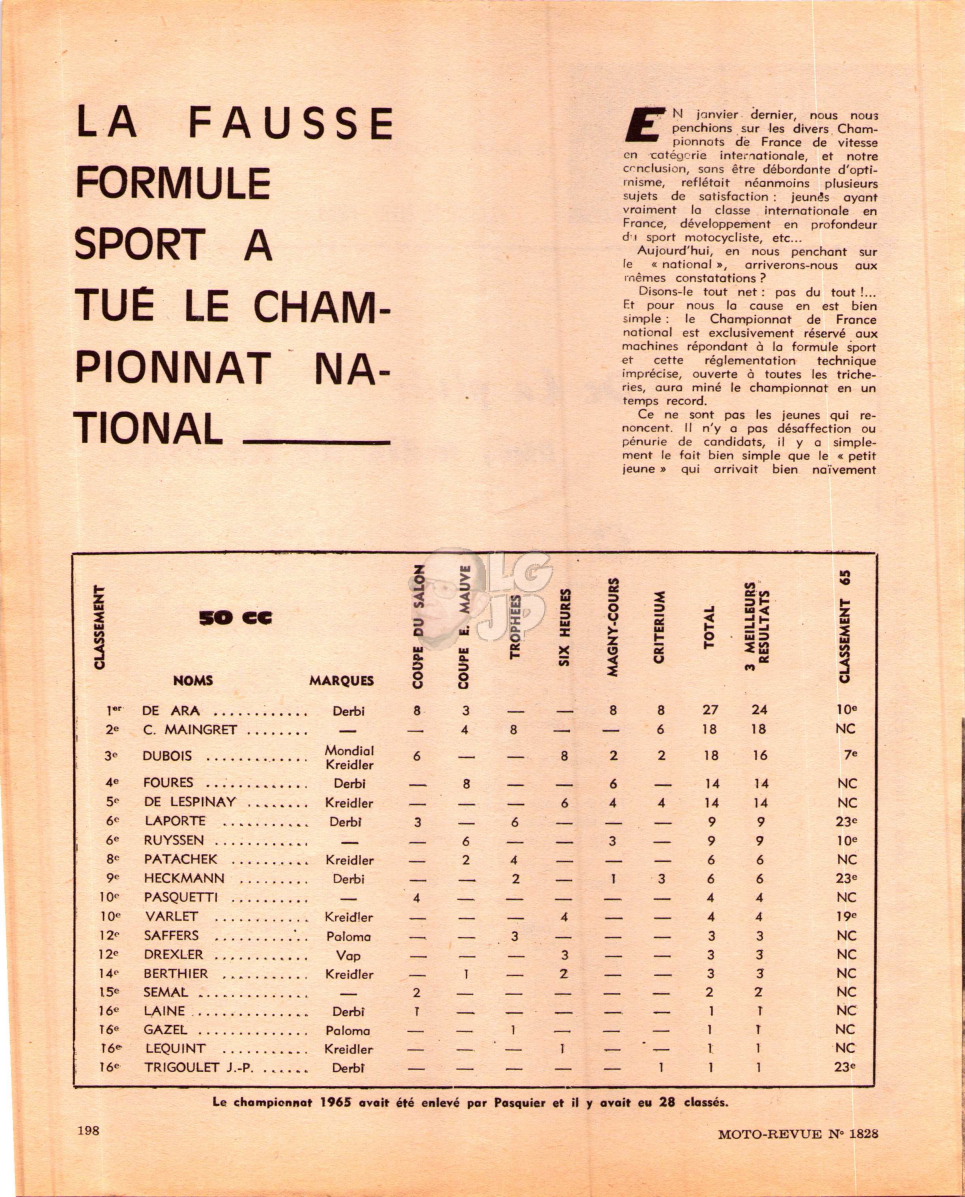 LA FAUSSE
FORMULE
SPORT A
TUÉ LE CHAM-
PIONNAT NA-
TIONAL
EN janvier dernier, nous nous
penchions sur les divers Cham-
pionnats de France de vitesse
en catégorie internationale, et notre
conclusion, sans être débordante d'opti-
misme, reflétait néanmoins plusieurs
sujets de satisfaction : jeunes ayant
vraiment la classe internationale en
France, développement en profondeur
du sport motocycliste, etc...
Aujourd'hui, en nous penchant sur
le « national », arriverons-nous aux
mêmes constatations ?
Disons-le tout net : pas du tout !...
Et pour nous la cause en est bien
simple : le Championnat de France
national est exclusivement réservé aux
machines répondant à la formule sport
et cette réglementation technique
imprécise, ouverte à toutes les triche-
ries, aura miné le championnat en un
temps record.
Ce ne sont pas les jeunes qui re-
noncent. Il n'y a pas désaffection ou
pénurie de candidats, il y a simple-
ment le fait bien simple que le « petit
jeune » qui arrivait bien naïvement
LGJP
CLASSEMENT 50 cc NOMS MARQUES COUPE DU SALON COUPE E. MAUVE TROPHEES SIX HEURES MAGNY-COURS CRITERIUM TOTAL 3 MEILLEURS RESULTATS CLASSEMENT 65
1er DE ARA ............ Derbi 8 3 — — 8 8 27 24 10e
2e C. MAINGRET ........ — — 4 8 — — 6 18 18 NC
3e DUBOIS ............. Mondial Kreidler 6 — — 8 2 2 18 16 7e
4e FOURES ............. Derbi — 8 — — 6 — 14 14 NC
5e DE LESPINAY ........ Kreidler — — — 6 4 4 14 14 NC
6e LAPORTE ........... Derbi 3 — 6 — — — 9 9 23e
6e RUYSSEN ............ — — 6 — — 3 — 9 9 10e
8e PATACHEK .......... Kreidler — 2 4 — — — 6 6 NC
9e HECKMANN ......... Derbi — — 2 — 1 3 6 6 23e
10e PASQUETTI .......... — 4 — — — — — 4 4 NC
10e VARLET ............ Kreidler — — — 4 — — 4 4 19e
12e SAFFERS ............ Paloma — — 3 — — — 3 3 NC
12e DREXLER ........... Vap — — — 3 — — 3 3 NC
14e BERTHIER ........... Kreidler — 1 — 2 — — 3 3 NC
15e SEMAL .............. — 2 — — — — — 2 2 NC
16e LAINE ............... Derbi 1 — — — — — 1 1 NC
16e GAZEL .............. Paloma — — 1 — — — 1 1 NC
16e LEQUINT ........... Kreidler — — — 1 — — 1 1 NC
16e TRIGOULET J.-P. ...... Derbi — — — — — 1 1 1 23e
Le championnat 1965 avait été enlevé par Pasquier et il y avait eu 28 classés.
198
MOTO-REVUE N° 1828